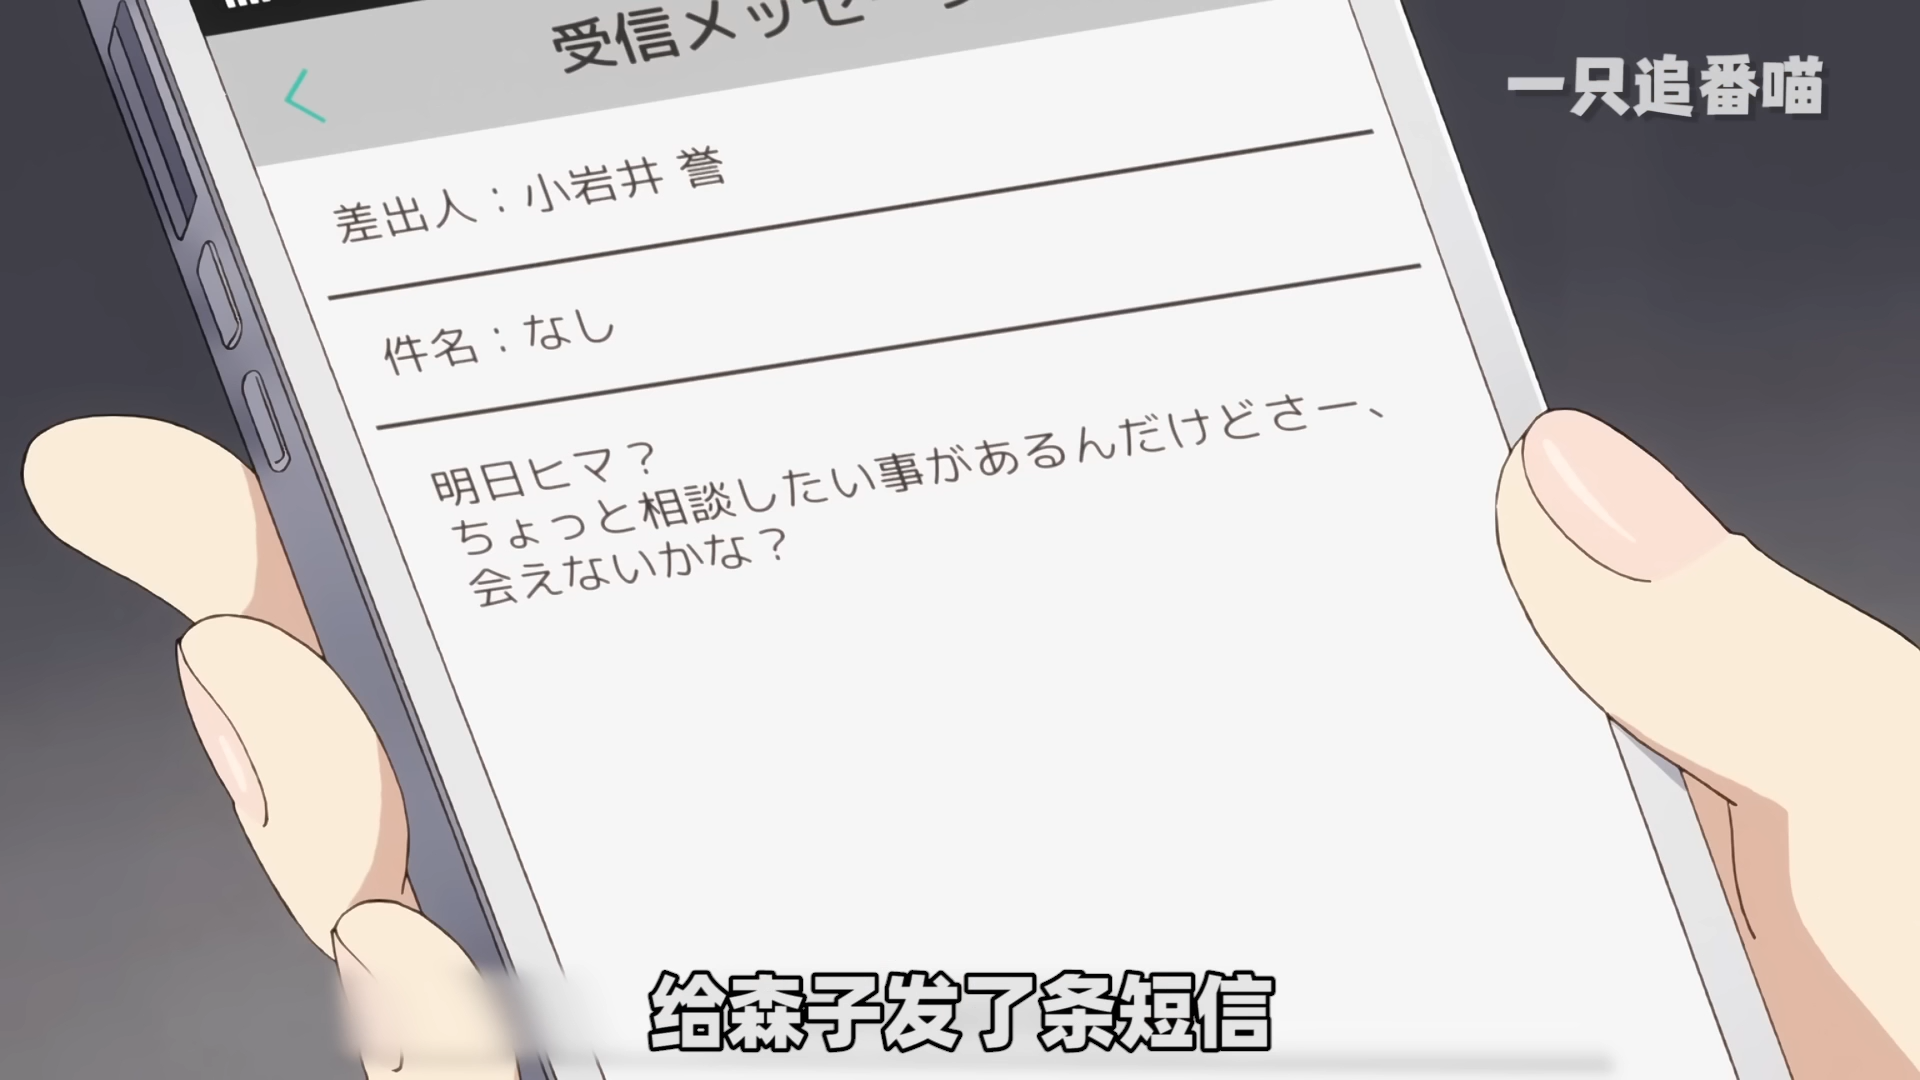 受信メッセージ
一只追番喵
差出人：小岩井 誉
件名：なし
明日ヒマ？
ちょっと相談したい事があるんだけどさー、
会えないかな？
给森子发了条短信